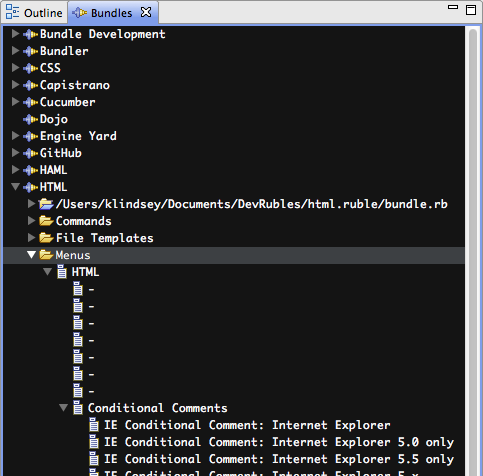 Outline Bundles
Bundle Development
Bundler
CSS
Capistrano
Cucumber
Dojo
Engine Yard
GitHub
HAML
HTML
/Users/klindsey/Documents/DevRubles/html.ruble/bundle.rb
Commands
File Templates
Menus
HTML
-
-
-
-
-
-
-
Conditional Comments
IE Conditional Comment: Internet Explorer
IE Conditional Comment: Internet Explorer 5.0 only
IE Conditional Comment: Internet Explorer 5.5 only
IE Conditional Comment: Internet Explorer 5.x